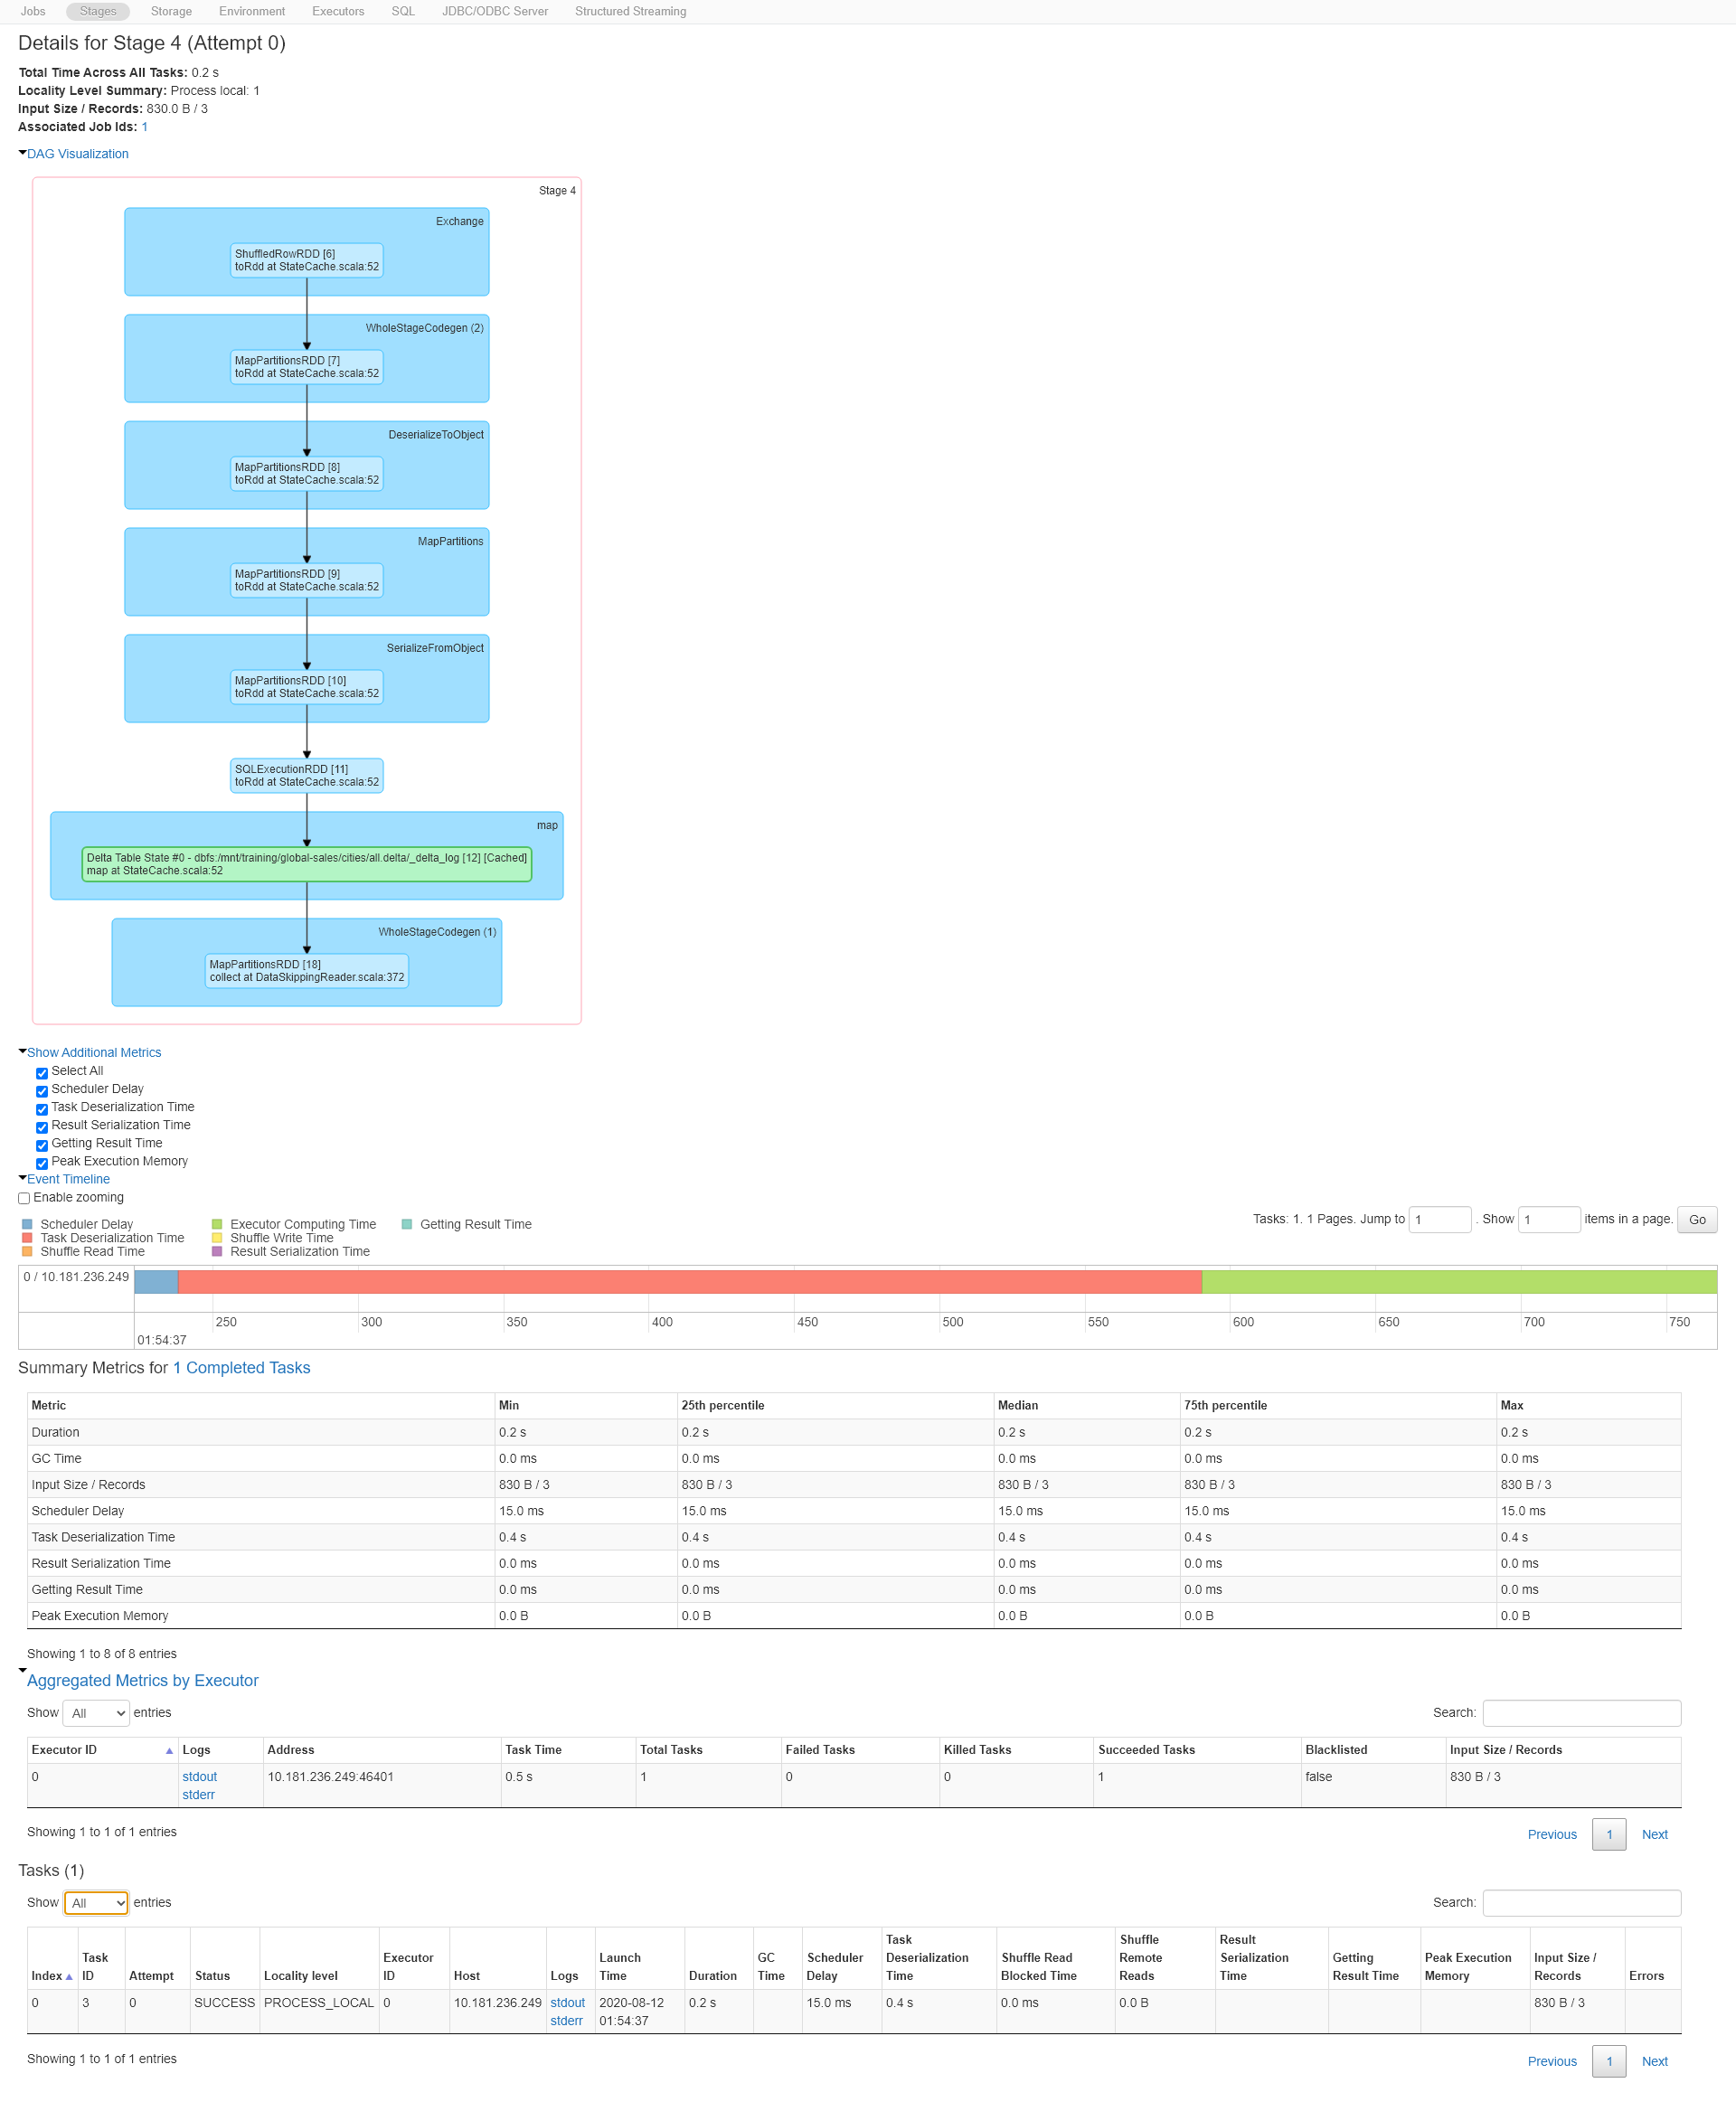 Jobs Stages Storage Environment Executors SQL JDBC/ODBC Server Structured Streaming
Details for Stage 4 (Attempt 0)
Total Time Across All Tasks: 0.2 s
Locality Level Summary: Process local: 1
Input Size / Records: 830.0 B / 3
Associated Job Ids: 1
DAG Visualization
Stage 4
Exchange
ShuffledRowRDD [6]
toRdd at StateCache.scala:52
WholeStageCodegen (2)
MapPartitionsRDD [7]
toRdd at StateCache.scala:52
DeserializeToObject
MapPartitionsRDD [8]
toRdd at StateCache.scala:52
MapPartitions
MapPartitionsRDD [9]
toRdd at StateCache.scala:52
SerializeFromObject
MapPartitionsRDD [10]
toRdd at StateCache.scala:52
SQLExecutionRDD [11]
toRdd at StateCache.scala:52
map
Delta Table State #0 - dbfs:/mnt/training/global-sales/cities/all.delta/_delta_log [12] [Cached]
map at StateCache.scala:52
WholeStageCodegen (1)
MapPartitionsRDD [18]
collect at DataSkippingReader.scala:372
Show Additional Metrics
Select All
Scheduler Delay
Task Deserialization Time
Result Serialization Time
Getting Result Time
Peak Execution Memory
Event Timeline
Enable zooming
Tasks: 1. 1 Pages. Jump to 1 . Show 1 items in a page. Go
Scheduler Delay Executor Computing Time Getting Result Time
Task Deserialization Time Shuffle Write Time
Shuffle Read Time Result Serialization Time
0 / 10.181.236.249
250 300 350 400 450 500 550 600 650 700 750
01:54:37
Summary Metrics for 1 Completed Tasks
Metric Min 25th percentile Median 75th percentile Max
Duration 0.2 s 0.2 s 0.2 s 0.2 s 0.2 s
GC Time 0.0 ms 0.0 ms 0.0 ms 0.0 ms 0.0 ms
Input Size / Records 830 B / 3 830 B / 3 830 B / 3 830 B / 3 830 B / 3
Scheduler Delay 15.0 ms 15.0 ms 15.0 ms 15.0 ms 15.0 ms
Task Deserialization Time 0.4 s 0.4 s 0.4 s 0.4 s 0.4 s
Result Serialization Time 0.0 ms 0.0 ms 0.0 ms 0.0 ms 0.0 ms
Getting Result Time 0.0 ms 0.0 ms 0.0 ms 0.0 ms 0.0 ms
Peak Execution Memory 0.0 B 0.0 B 0.0 B 0.0 B 0.0 B
Showing 1 to 8 of 8 entries
Aggregated Metrics by Executor
Show All entries Search:
Executor ID Logs Address Task Time Total Tasks Failed Tasks Killed Tasks Succeeded Tasks Blacklisted Input Size / Records
0 stdout 10.181.236.249:46401 0.5 s 1 0 0 1 false 830 B / 3
stderr
Showing 1 to 1 of 1 entries Previous 1 Next
Tasks (1)
Show All entries Search:
Task Shuffle Result
Task Executor Launch GC Scheduler Deserialization Shuffle Read Remote Serialization Getting Peak Execution Input Size /
Index ID Attempt Status Locality level ID Host Logs Time Duration Time Delay Time Blocked Time Reads Time Result Time Memory Records Errors
0 3 0 SUCCESS PROCESS_LOCAL 0 10.181.236.249 stdout 2020-08-12 0.2 s 15.0 ms 0.4 s 0.0 ms 0.0 B 830 B / 3
stderr 01:54:37
Showing 1 to 1 of 1 entries Previous 1 Next